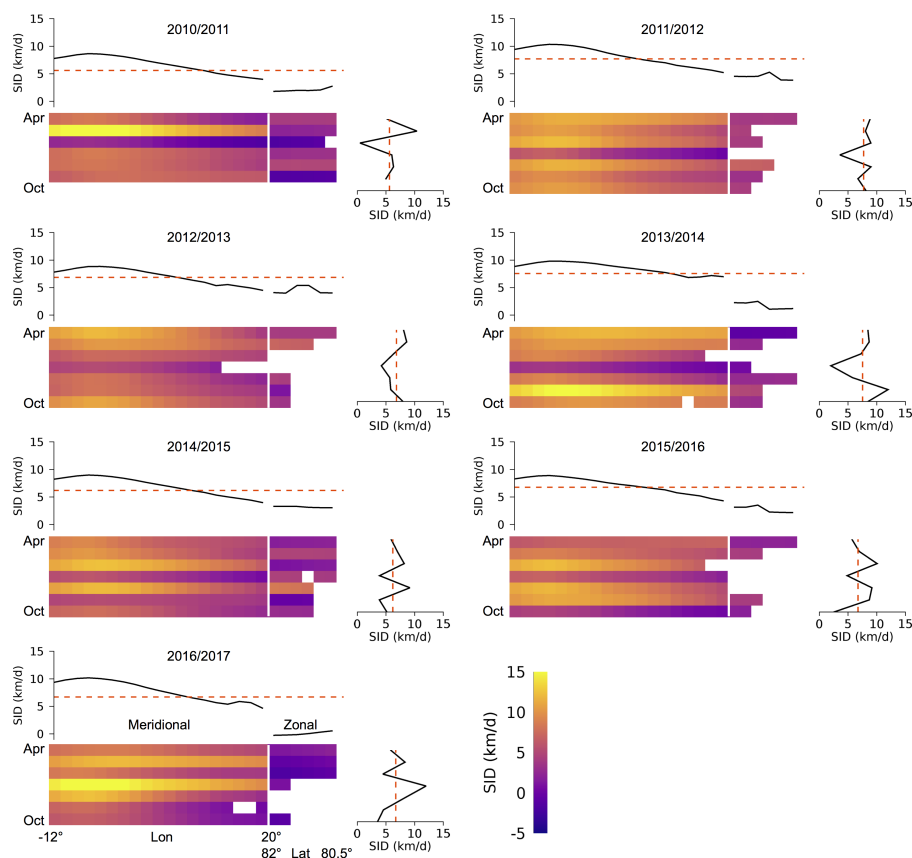 2010/2011
SID (km/d)
15
10
5
0
Apr
Oct
0 5 10 15
SID (km/d)
2011/2012
SID (km/d)
15
10
5
0
Apr
Oct
0 5 10 15
SID (km/d)
2012/2013
SID (km/d)
15
10
5
0
Apr
Oct
0 5 10 15
SID (km/d)
2013/2014
SID (km/d)
15
10
5
0
Apr
Oct
0 5 10 15
SID (km/d)
2014/2015
SID (km/d)
15
10
5
0
Apr
Oct
0 5 10 15
SID (km/d)
2015/2016
SID (km/d)
15
10
5
0
Apr
Oct
0 5 10 15
SID (km/d)
2016/2017
SID (km/d)
15
10
5
0
Meridional Zonal
Apr
Oct
-12° Lon 20°
82° Lat 80.5°
0 5 10 15
SID (km/d)
SID (km/d)
15
10
5
0
-5